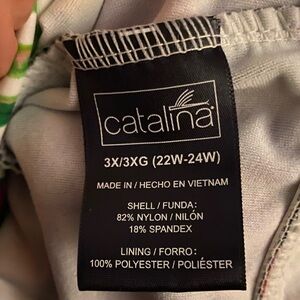 catalina
3X/3XG (22W-24W)
MADE IN / HECHO EN VIETNAM
SHELL / FUNDA:
82% NYLON / NILÓN
18% SPANDEX
LINING / FORRO:
100% POLYESTER / POLIÉSTER